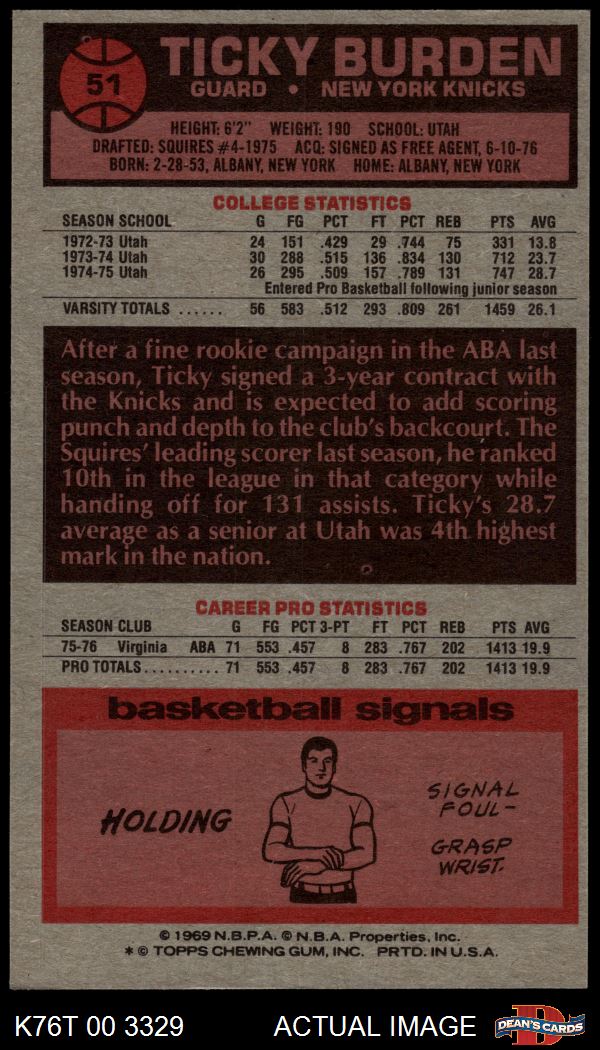 51
TICKY BURDEN
GUARD • NEW YORK KNICKS
HEIGHT: 6'2" WEIGHT: 190 SCHOOL: UTAH
DRAFTED: SQUIRES #4-1975 ACQ: SIGNED AS FREE AGENT, 6-10-76
BORN: 2-28-53, ALBANY, NEW YORK HOME: ALBANY, NEW YORK
COLLEGE STATISTICS
SEASON SCHOOL G FG PCT FT PCT REB PTS AVG
1972-73 Utah 24 151 .429 29 .744 75 331 13.8
1973-74 Utah 30 288 .515 136 .834 130 712 23.7
1974-75 Utah 26 295 .509 157 .789 131 747 28.7
Entered Pro Basketball following junior season
VARSITY TOTALS ...... 56 583 .512 293 .809 261 1459 26.1
After a fine rookie campaign in the ABA last
season, Ticky signed a 3-year contract with
the Knicks and is expected to add scoring
punch and depth to the club's backcourt. The
Squires' leading scorer last season, he ranked
10th in the league in that category while
handing off for 131 assists. Ticky's 28.7
average as a senior at Utah was 4th highest
mark in the nation.
CAREER PRO STATISTICS
SEASON CLUB G FG PCT 3-PT FT PCT REB PTS AVG
75-76 Virginia ABA 71 553 .457 8 283 .767 202 1413 19.9
PRO TOTALS.......... 71 553 .457 8 283 .767 202 1413 19.9
basketball signals
HOLDING
SIGNAL
FOUL-
GRASP
WRIST.
© 1969 N.B.P.A. © N.B.A. Properties, Inc.
* © TOPPS CHEWING GUM, INC. PRTD. IN U.S.A.
K76T 00 3329 ACTUAL IMAGE
D
DEAN'S CARDS